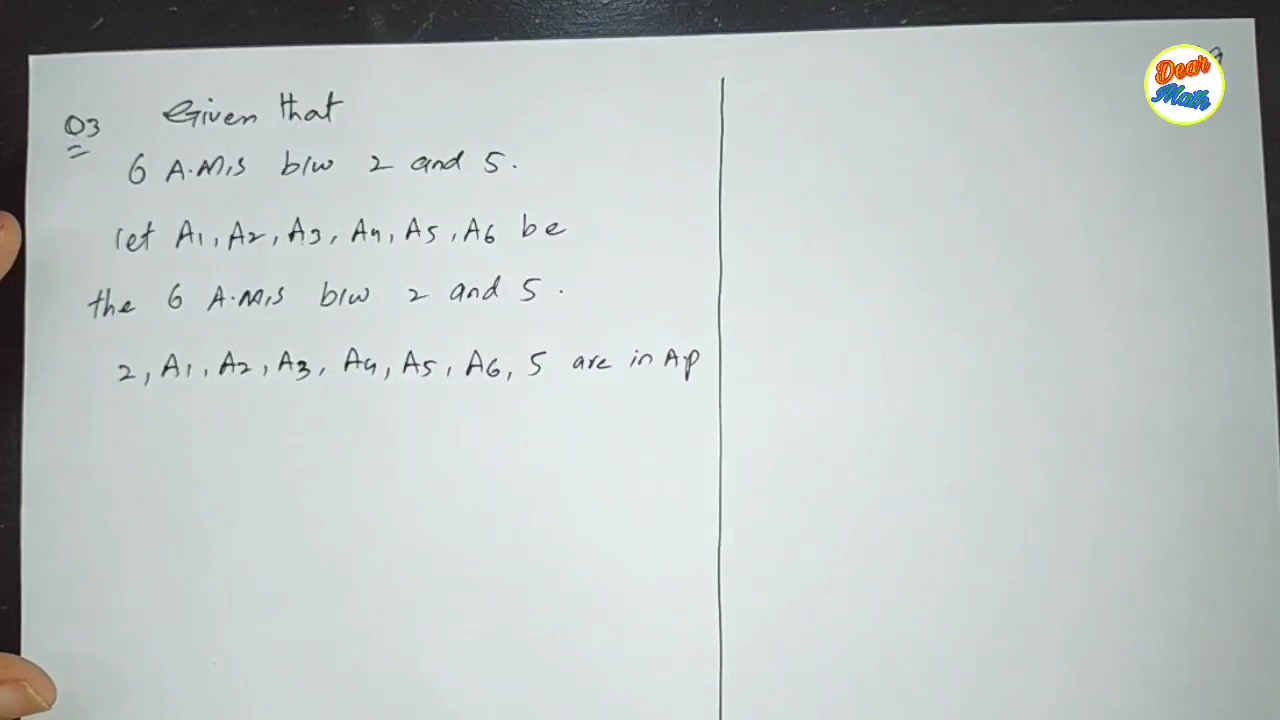 Q3 Given that
6 A.M,s b/w 2 and 5.
let A1, A2, A3, A4, A5, A6 be
the 6 A.M,s b/w 2 and 5.
2, A1, A2, A3, A4, A5, A6, 5 are in AP
Dear
Math